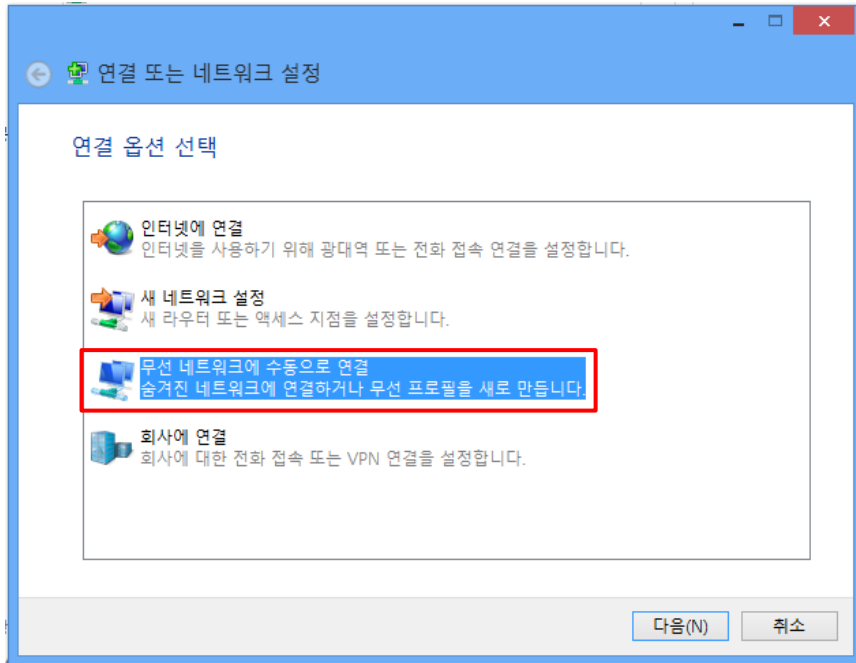 연결 또는 네트워크 설정
연결 옵션 선택
인터넷에 연결
인터넷을 사용하기 위해 광대역 또는 전화 접속 연결을 설정합니다.
새 네트워크 설정
새 라우터 또는 액세스 지점을 설정합니다.
무선 네트워크에 수동으로 연결
숨겨진 네트워크에 연결하거나 무선 프로필을 새로 만듭니다.
회사에 연결
회사에 대한 전화 접속 또는 VPN 연결을 설정합니다.
다음(N) 취소